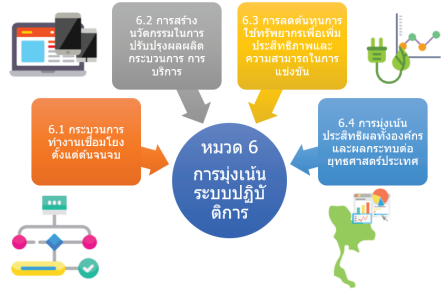 6.2 การสร้าง
นวัตกรรมในการ
ปรับปรุงผลผลิต
กระบวนการ การ
บริการ
6.3 การลดต้นทุนการ
ใช้ทรัพยากรเพื่อเพิ่ม
ประสิทธิภาพและ
ความสามารถในการ
แข่งขัน
6.1 กระบวนการ
ทำงานเชื่อมโยง
ตั้งแต่ต้นจนจบ
6.4 การมุ่งเน้น
ประสิทธิผลทั้งองค์กร
และผลกระทบต่อ
ยุทธศาสตร์ประเทศ
หมวด 6
การมุ่งเน้น
ระบบปฏิบั
ติการ